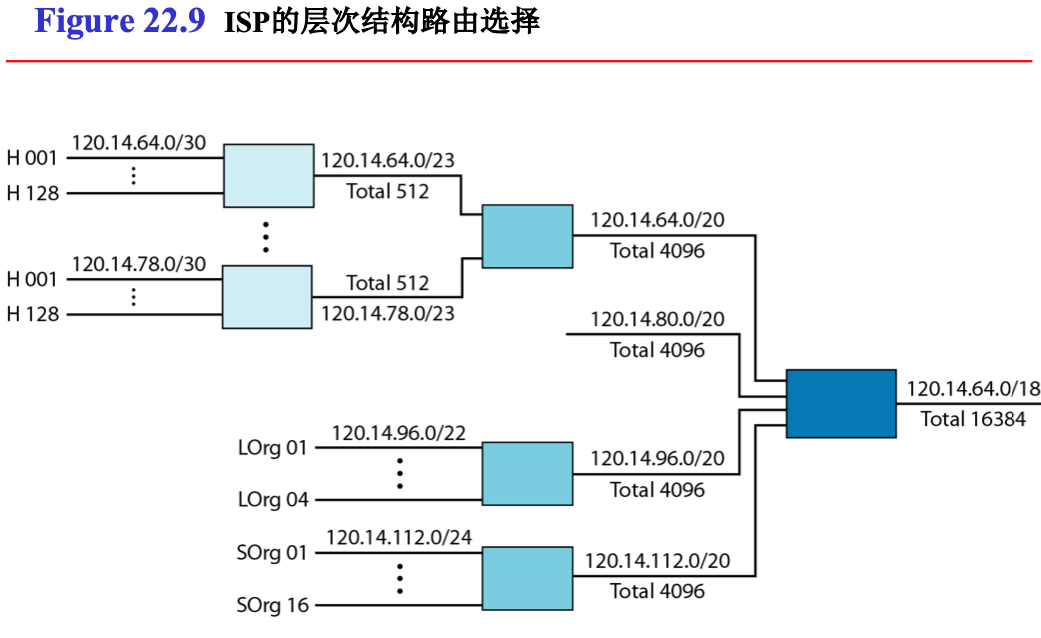 Figure 22.9 ISP的层次结构路由选择
H 001
120.14.64.0/30
H 128
120.14.64.0/23
Total 512
H 001
120.14.78.0/30
H 128
Total 512
120.14.78.0/23
120.14.64.0/20
Total 4096
120.14.80.0/20
Total 4096
LOrg 01
120.14.96.0/22
LOrg 04
120.14.96.0/20
Total 4096
SOrg 01
120.14.112.0/24
SOrg 16
120.14.112.0/20
Total 4096
120.14.64.0/18
Total 16384